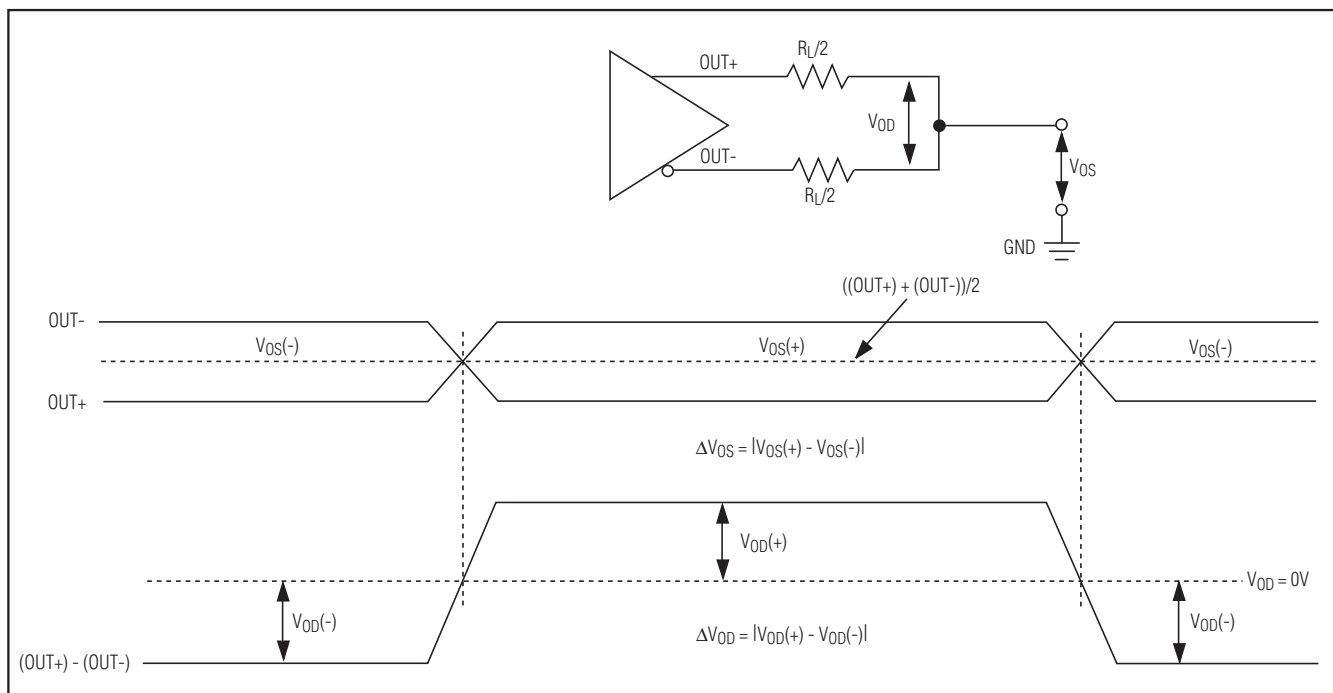 OUT+
R_L/2
V_OD
OUT-
R_L/2
V_OS
GND
((OUT+) + (OUT-))/2
OUT-
V_OS(-)
V_OS(+)
V_OS(-)
OUT+
ΔV_OS = |V_OS(+) - V_OS(-)|
V_OD(+)
V_OD = 0V
V_OD(-)
V_OD(-)
ΔV_OD = |V_OD(+) - V_OD(-)|
(OUT+) - (OUT-)